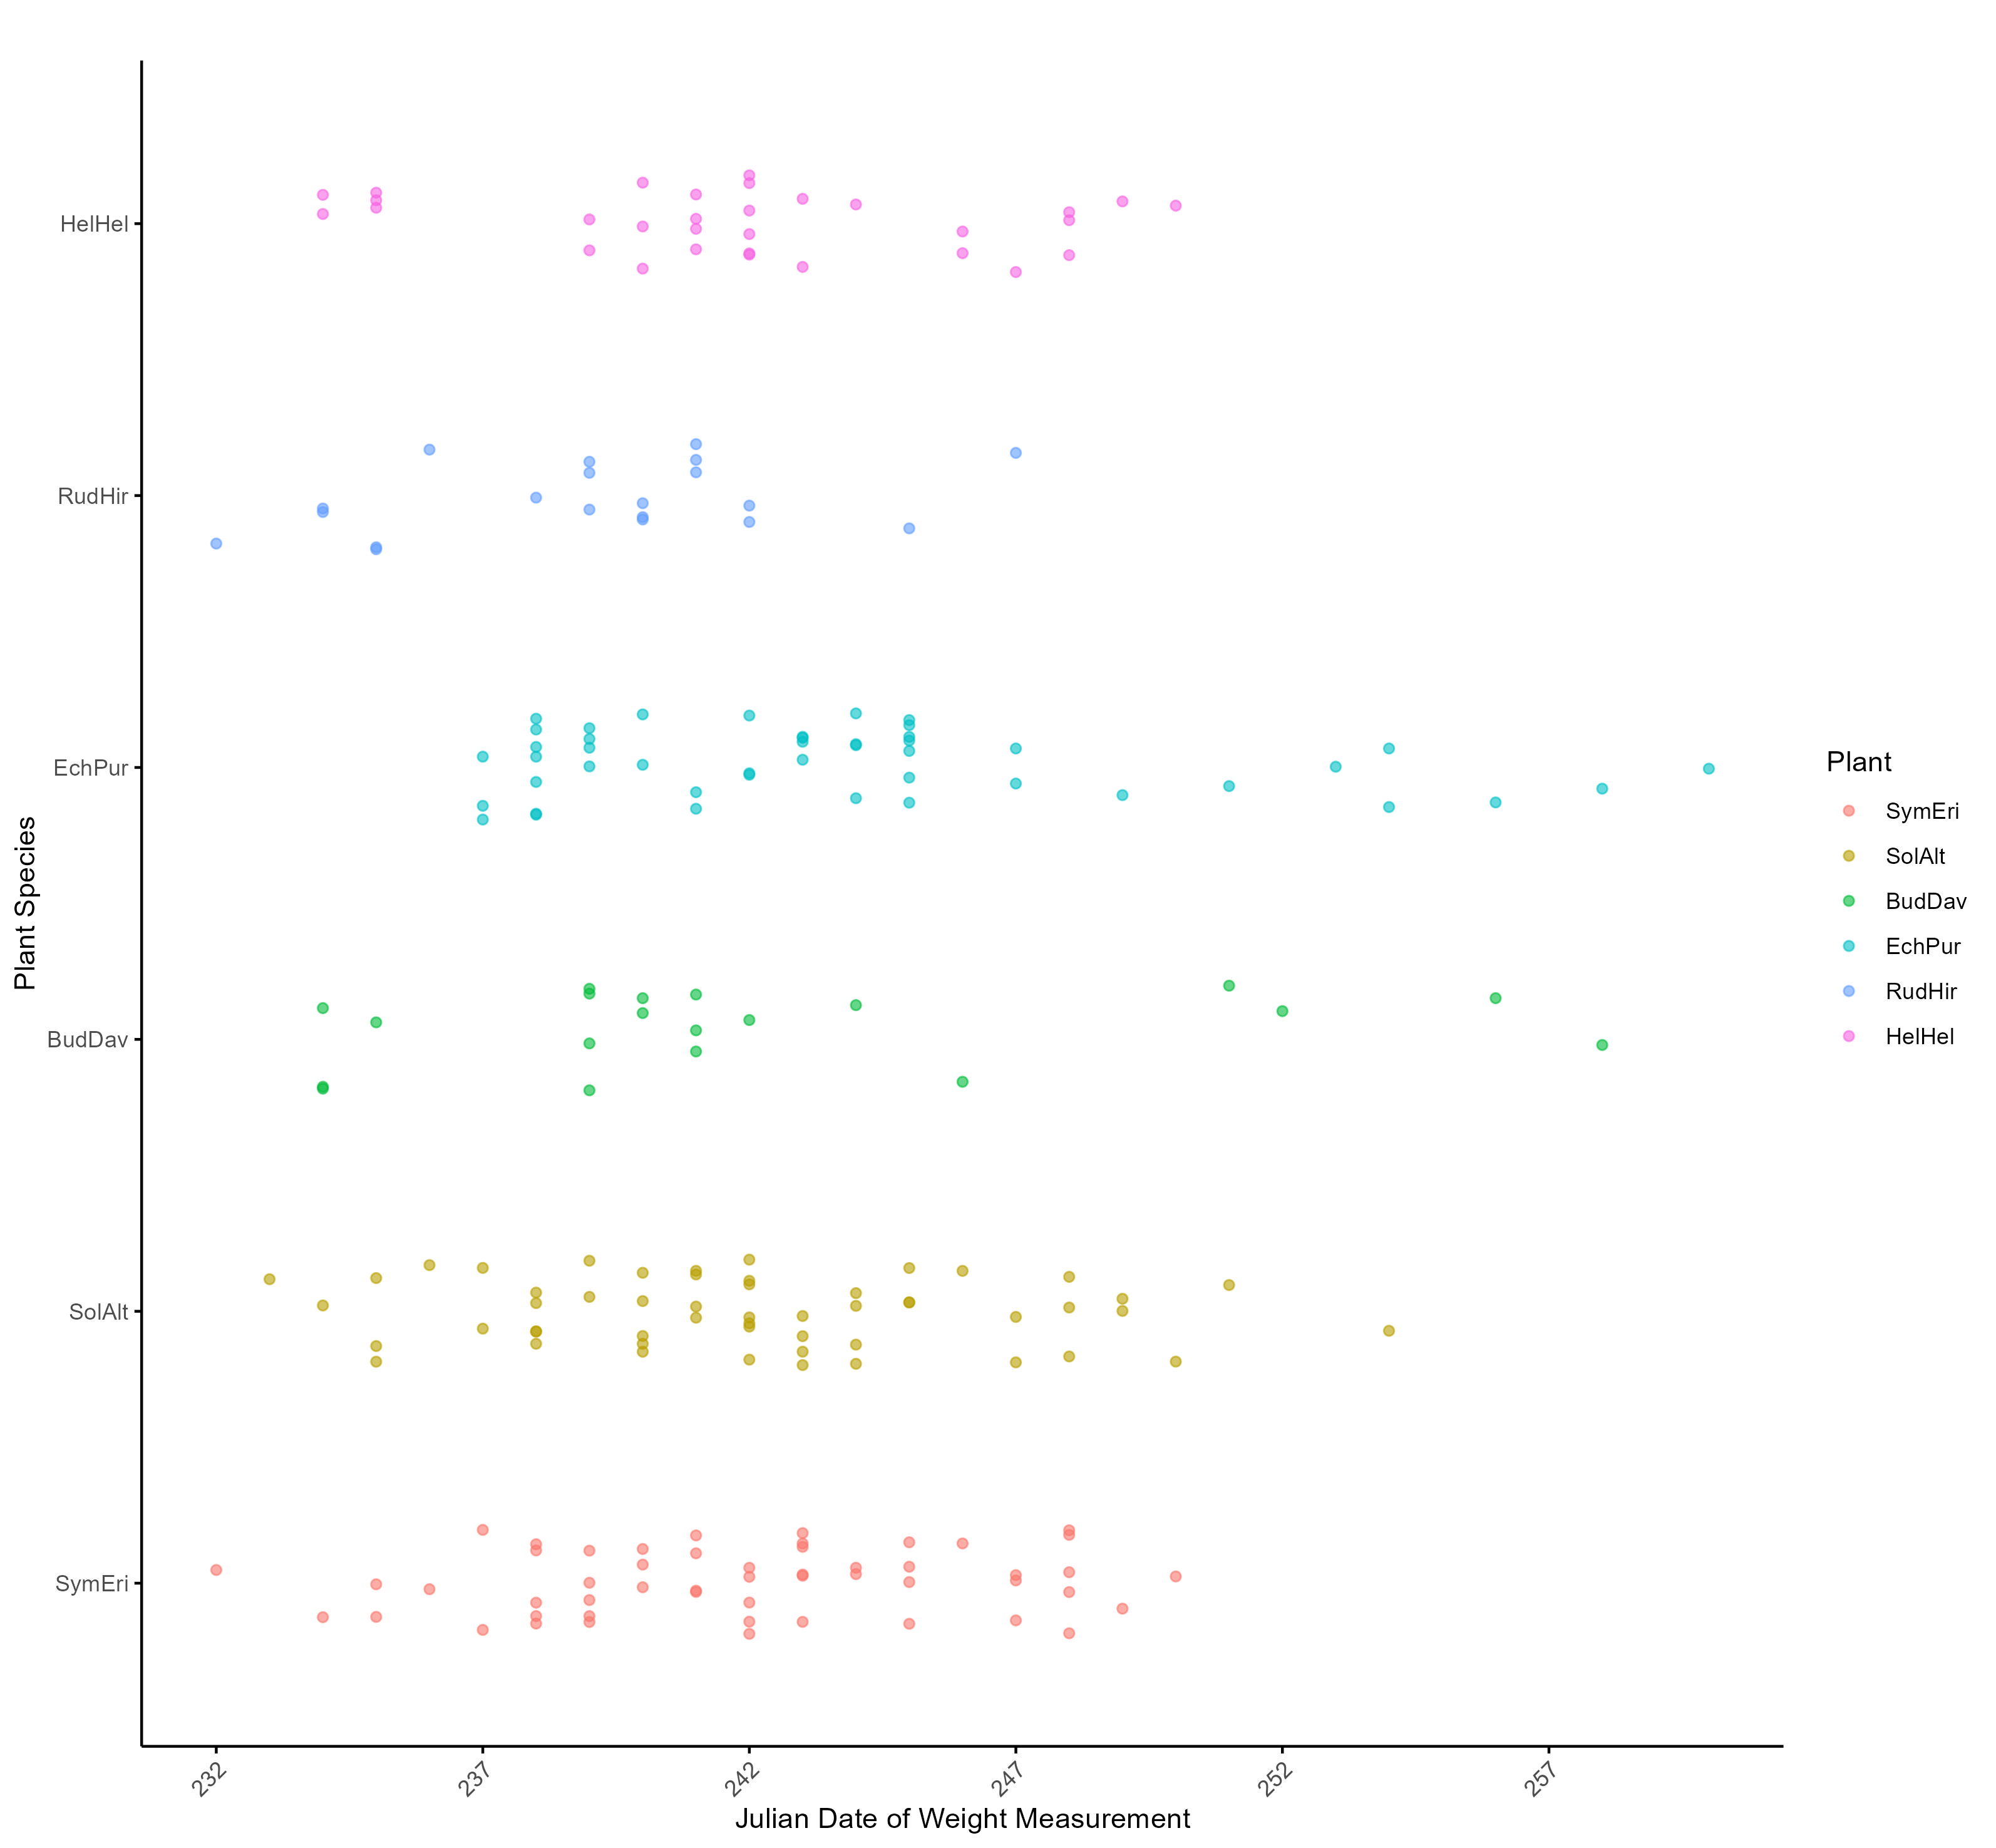 HelHel
RudHir
EchPur
BudDav
SolAlt
SymEri
Plant Species
232
237
242
247
252
257
Julian Date of Weight Measurement
Plant
SymEri
SolAlt
BudDav
EchPur
RudHir
HelHel